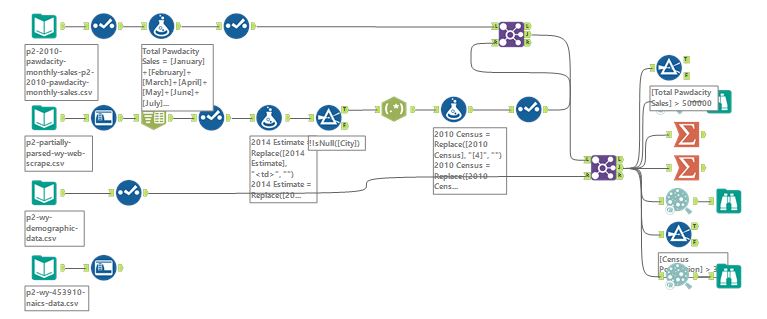 p2-2010-
pawdacity-
monthly-sales-p2-
2010-pawdacity-
monthly-sales.csv
Total Pawdacity
Sales = [January]
+[February]+
[March]+[April]+
[May]+[June]+
[July]...
p2-partially-
parsed-wy-web-
scrape.csv
2014 Estimate =
Replace([2014
Estimate],
"<td>", "")
2014 Estimate =
Replace([20...
!IsNull([City])
(.*)
2010 Census =
Replace([2010
Census], "[4]", "")
2010 Census =
Replace([2010
Cens...
p2-wy-
demographic-
data.csv
p2-wy-453910-
naics-data.csv
[Total Pawdacity
Sales] > 500000
[Census
> 3
T
F
T
F
T
F
L
J
R
L
R
L
J
R
L
R